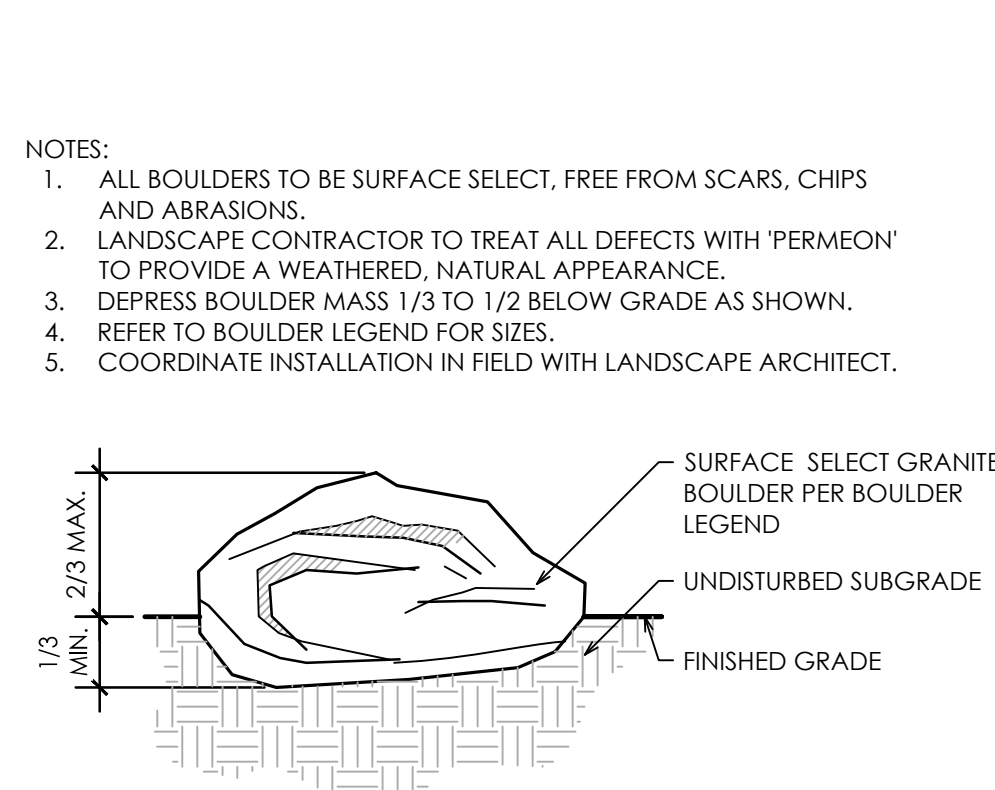 NOTES:
1. ALL BOULDERS TO BE SURFACE SELECT, FREE FROM SCARS, CHIPS
AND ABRASIONS.
2. LANDSCAPE CONTRACTOR TO TREAT ALL DEFECTS WITH 'PERMEON'
TO PROVIDE A WEATHERED, NATURAL APPEARANCE.
3. DEPRESS BOULDER MASS 1/3 TO 1/2 BELOW GRADE AS SHOWN.
4. REFER TO BOULDER LEGEND FOR SIZES.
5. COORDINATE INSTALLATION IN FIELD WITH LANDSCAPE ARCHITECT.
2/3 MAX.
1/3
MIN.
SURFACE SELECT GRANITE
BOULDER PER BOULDER
LEGEND
UNDISTURBED SUBGRADE
FINISHED GRADE